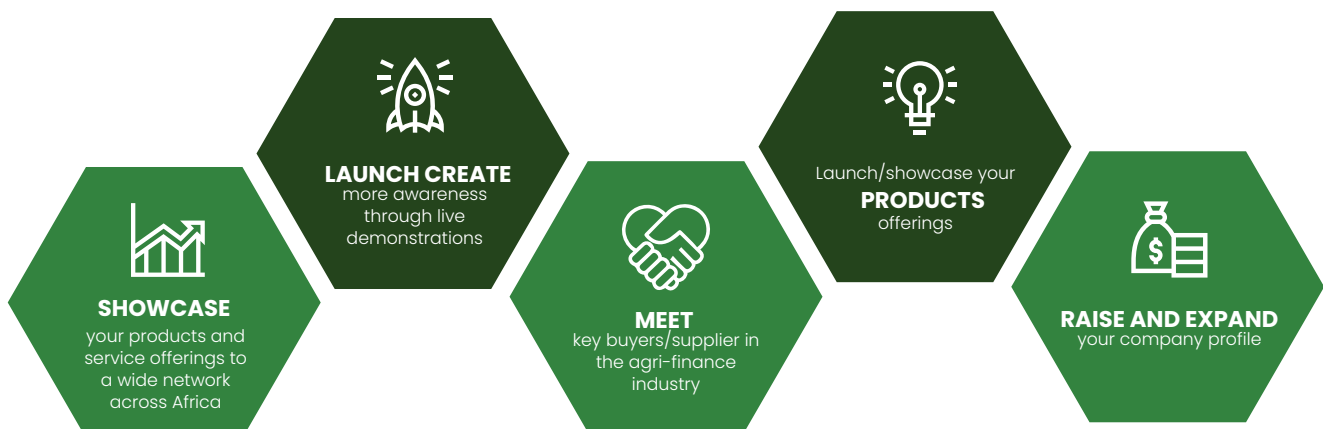 SHOWCASE
your products and
service offerings to
a wide network
across Africa
LAUNCH CREATE
more awareness
through live
demonstrations
MEET
key buyers/supplier in
the agri-finance
industry
Launch/showcase your
PRODUCTS
offerings
$
RAISE AND EXPAND
your company profile